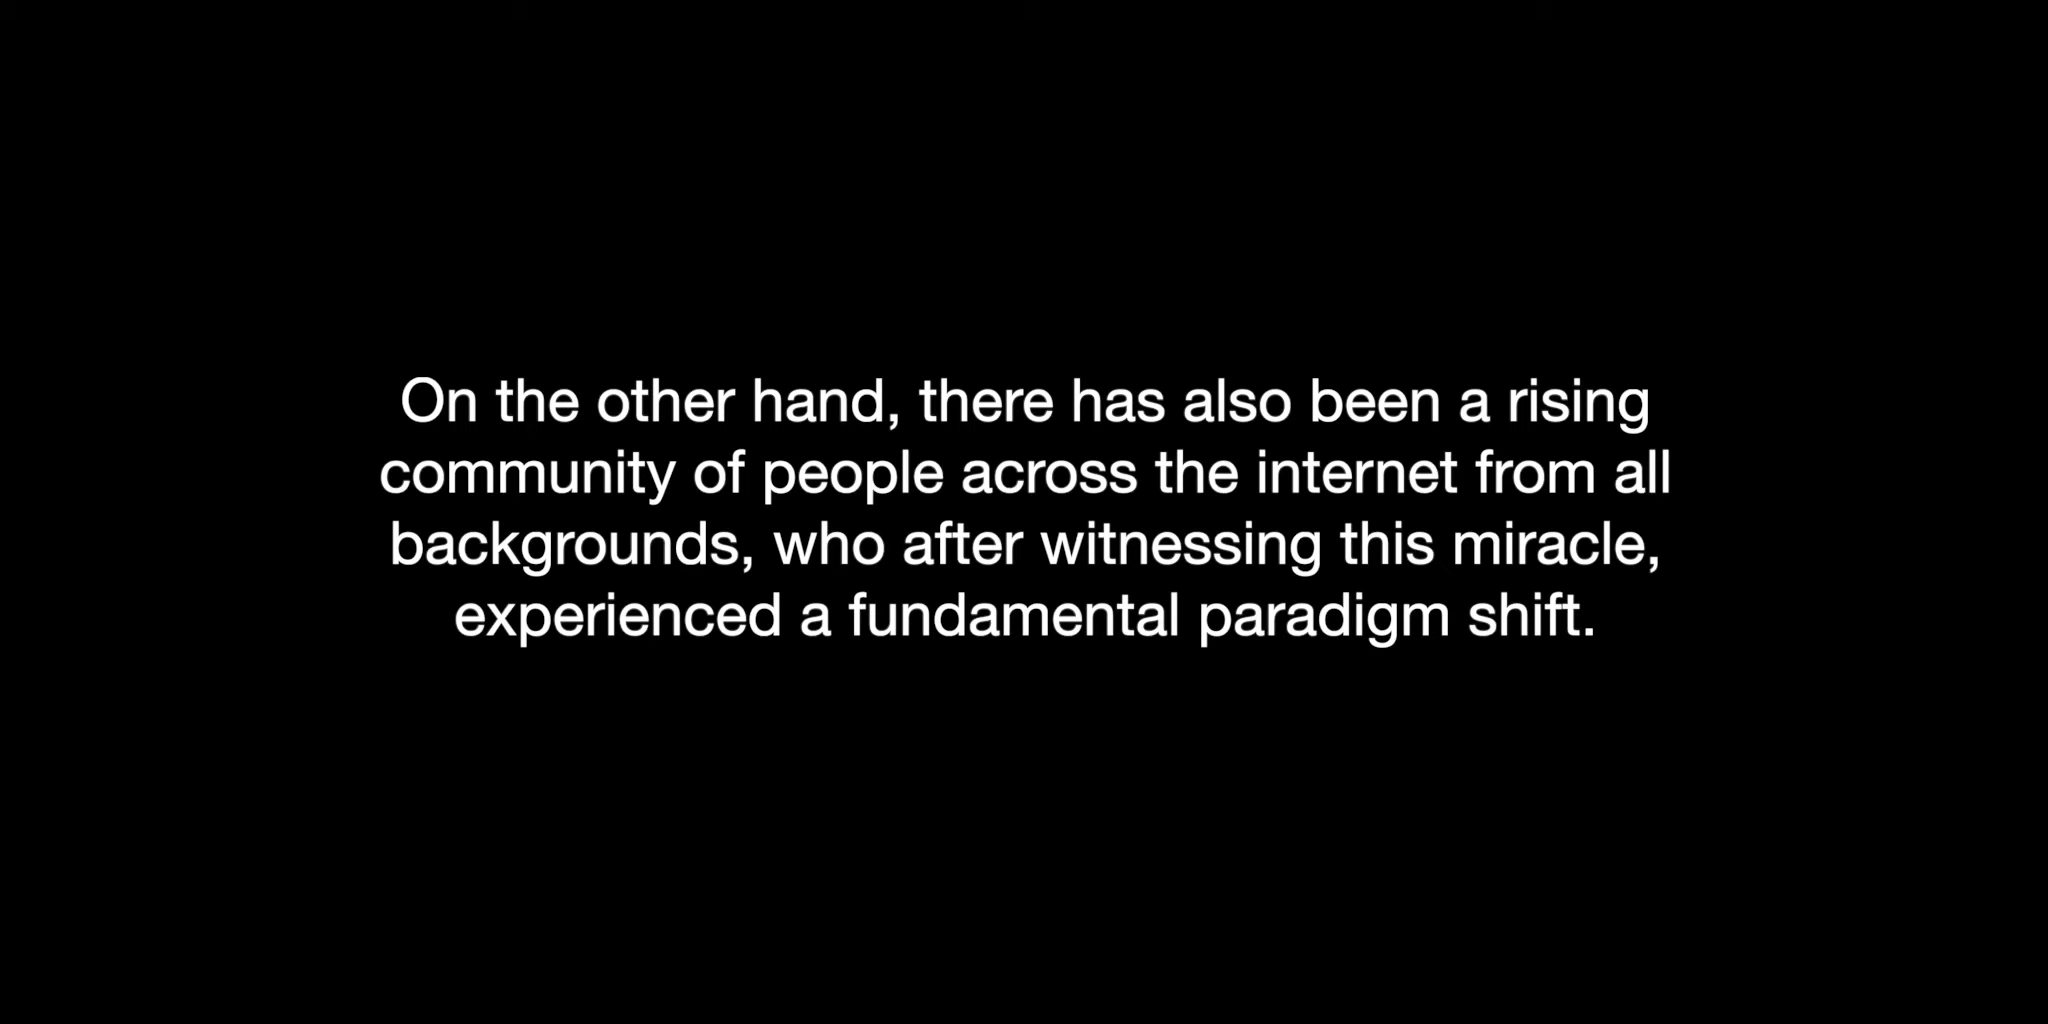 On the other hand, there has also been a rising
community of people across the internet from all
backgrounds, who after witnessing this miracle,
experienced a fundamental paradigm shift.